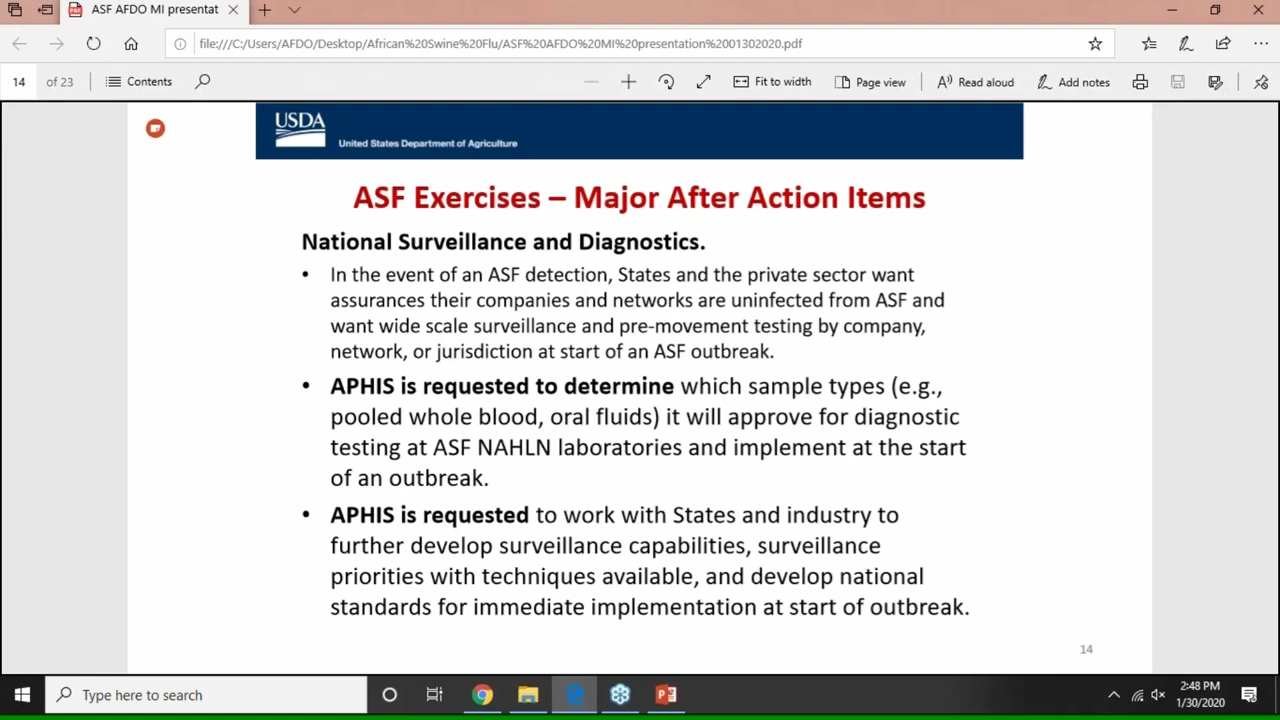 ASF AFDO MI presentat
file:///C:/Users/AFDO/Desktop/African%20Swine%20Flu/ASF%20AFDO%20MI%20presentation%2001302020.pdf
14 of 23 Contents Fit to width Page view Read aloud Add notes
USDA
United States Department of Agriculture
ASF Exercises – Major After Action Items
National Surveillance and Diagnostics.
• In the event of an ASF detection, States and the private sector want
assurances their companies and networks are uninfected from ASF and
want wide scale surveillance and pre-movement testing by company,
network, or jurisdiction at start of an ASF outbreak.
• APHIS is requested to determine which sample types (e.g.,
pooled whole blood, oral fluids) it will approve for diagnostic
testing at ASF NAHLN laboratories and implement at the start
of an outbreak.
• APHIS is requested to work with States and industry to
further develop surveillance capabilities, surveillance
priorities with techniques available, and develop national
standards for immediate implementation at start of outbreak.
14
Type here to search
2:48 PM
1/30/2020